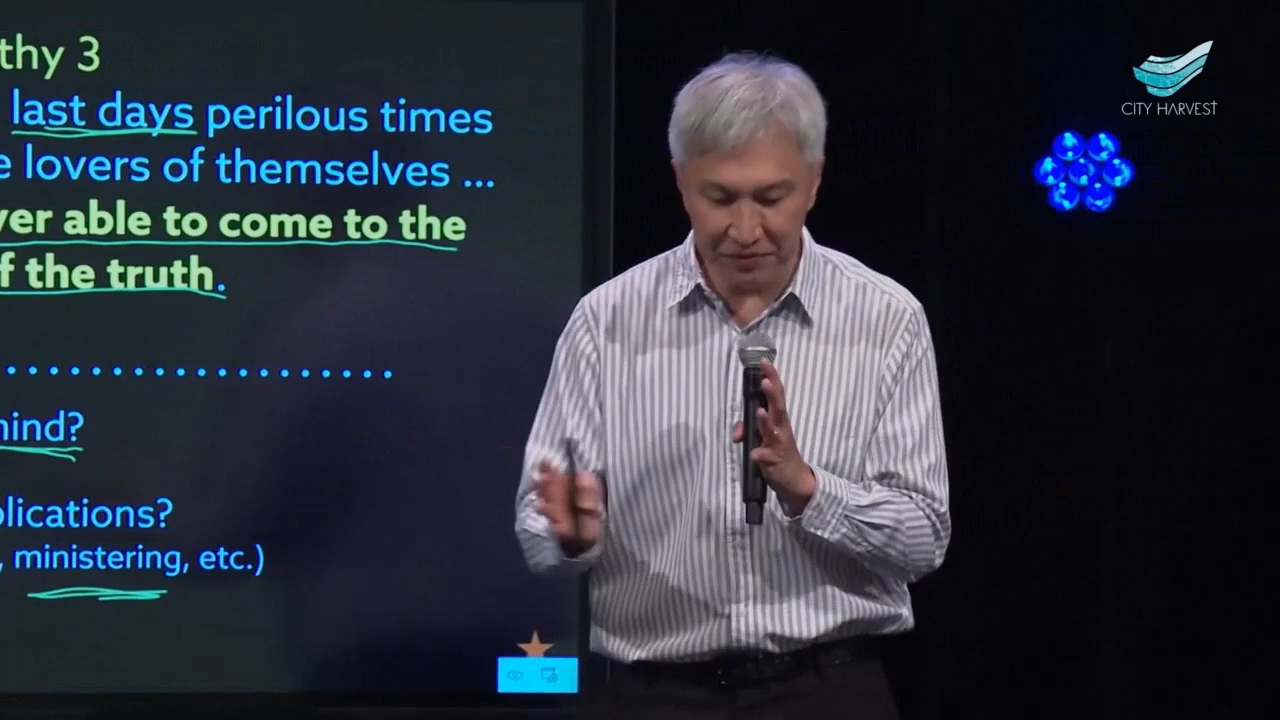 thy 3
last days perilous times
e lovers of themselves ...
ver able to come to the
f the truth.
hind?
plications?
, ministering, etc.)
CITY HARVEST